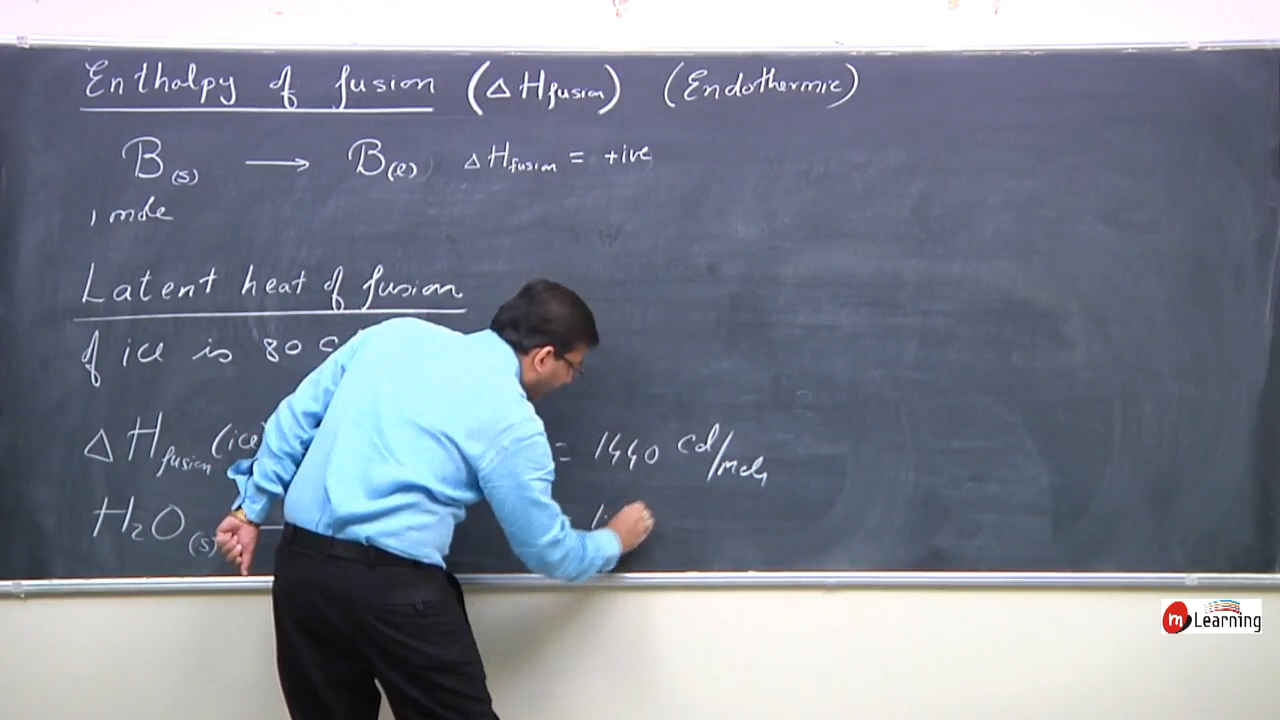 Enthalpy of fusion (ΔHfusion) (Endothermic)
B(s) ⟶ B(l) ΔHfusion = +ive
1 mole
Latent heat of fusion
of ice is 80 c
ΔHfusion (ice = 1440 Cal/mole
H2O(s) —
m Learning